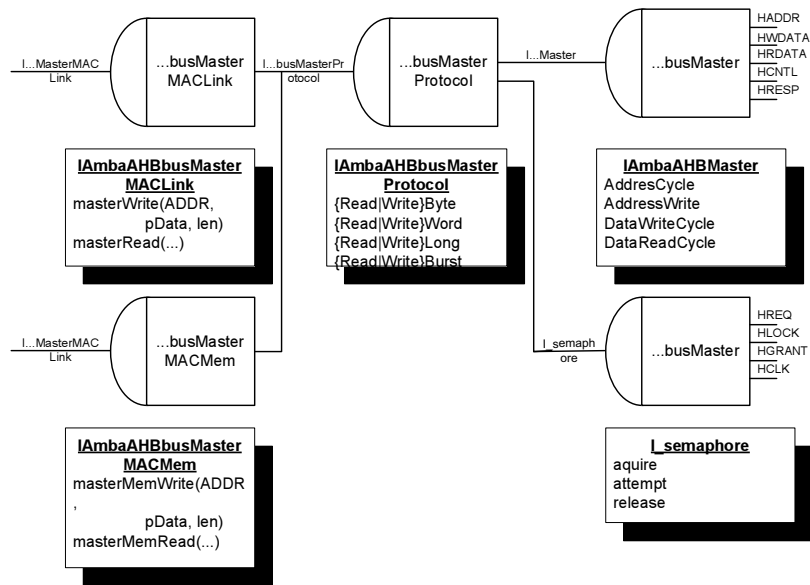 I...MasterMAC
Link
...busMaster
MACLink
I...busMasterPr
otocol
...busMaster
Protocol
I...Master
...busMaster
HADDR
HWDATA
HRDATA
HCNTL
HRESP
IAmbaAHBbusMaster
MACLink
masterWrite(ADDR,
pData, len)
masterRead(...)
IAmbaAHBbusMaster
Protocol
{Read|Write}Byte
{Read|Write}Word
{Read|Write}Long
{Read|Write}Burst
IAmbaAHBMaster
AddresCycle
AddressWrite
DataWriteCycle
DataReadCycle
I...MasterMAC
Link
...busMaster
MACMem
I_semaph
ore
...busMaster
HREQ
HLOCK
HGRANT
HCLK
IAmbaAHBbusMaster
MACMem
masterMemWrite(ADDR
,
pData, len)
masterMemRead(...)
I_semaphore
aquire
attempt
release